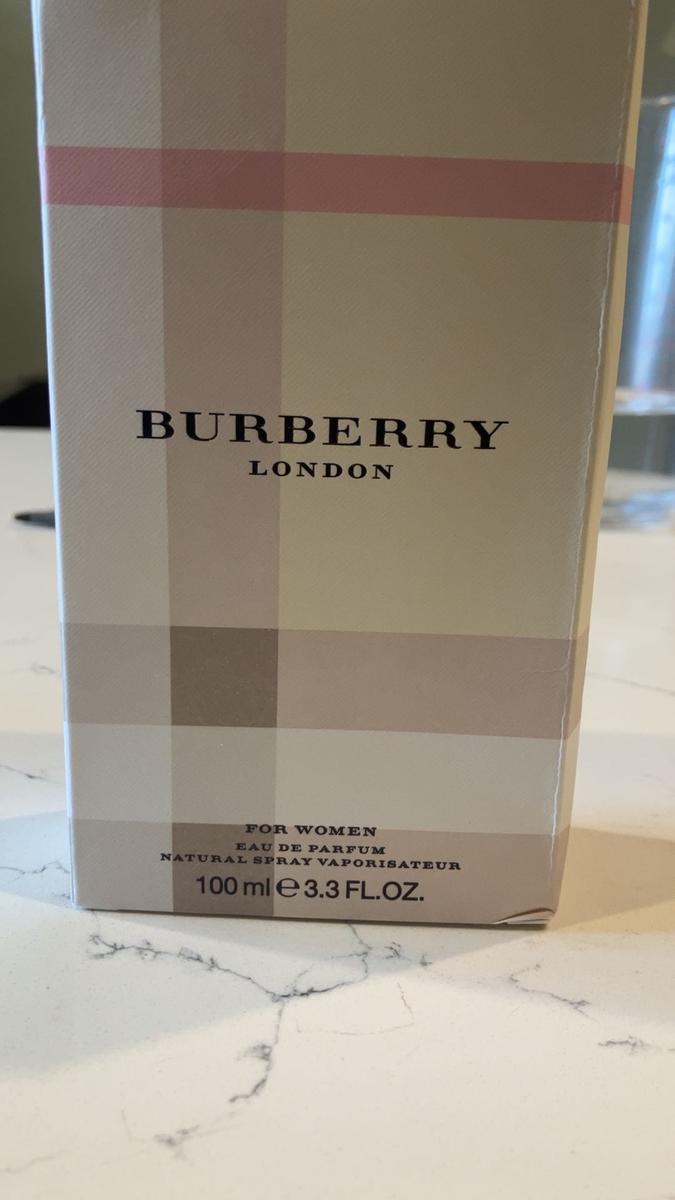 BURBERRY
LONDON
FOR WOMEN
EAU DE PARFUM
NATURAL SPRAY VAPORISATEUR
100 ml ℮ 3.3 FL.OZ.